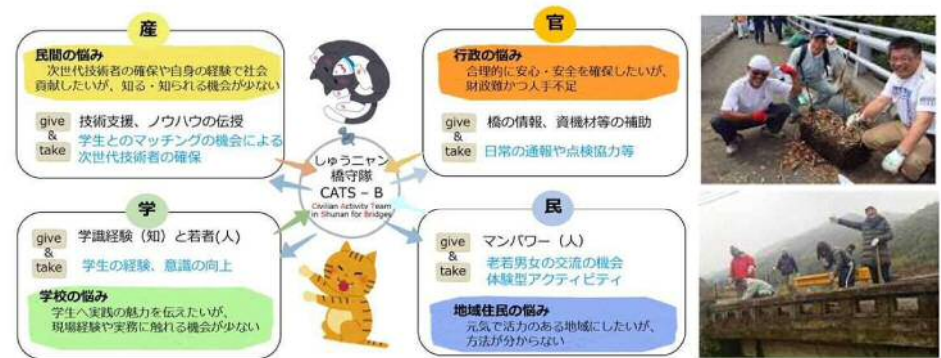 産
民間の悩み
次世代技術者の確保や自身の経験で社会
貢献したいが、知る・知られる機会が少ない
give
&
take
技術支援、ノウハウの伝授
学生とのマッチングの機会による
次世代技術者の確保
官
行政の悩み
合理的に安心・安全を確保したいが、
財政難かつ人手不足
give
&
take
橋の情報、資機材等の補助
日常の通報や点検協力等
しゅうニャン
橋守隊
CATS – B
Civilian Activity Team
in Shunan for Bridges
学
give
&
take
学識経験（知）と若者(人)
学生の経験、意識の向上
学校の悩み
学生へ実践の魅力を伝えたいが、
現場経験や実務に触れる機会が少ない
民
give
&
take
マンパワー（人）
老若男女の交流の機会
体験型アクティビティ
地域住民の悩み
元気で活力のある地域にしたいが、
方法が分からない